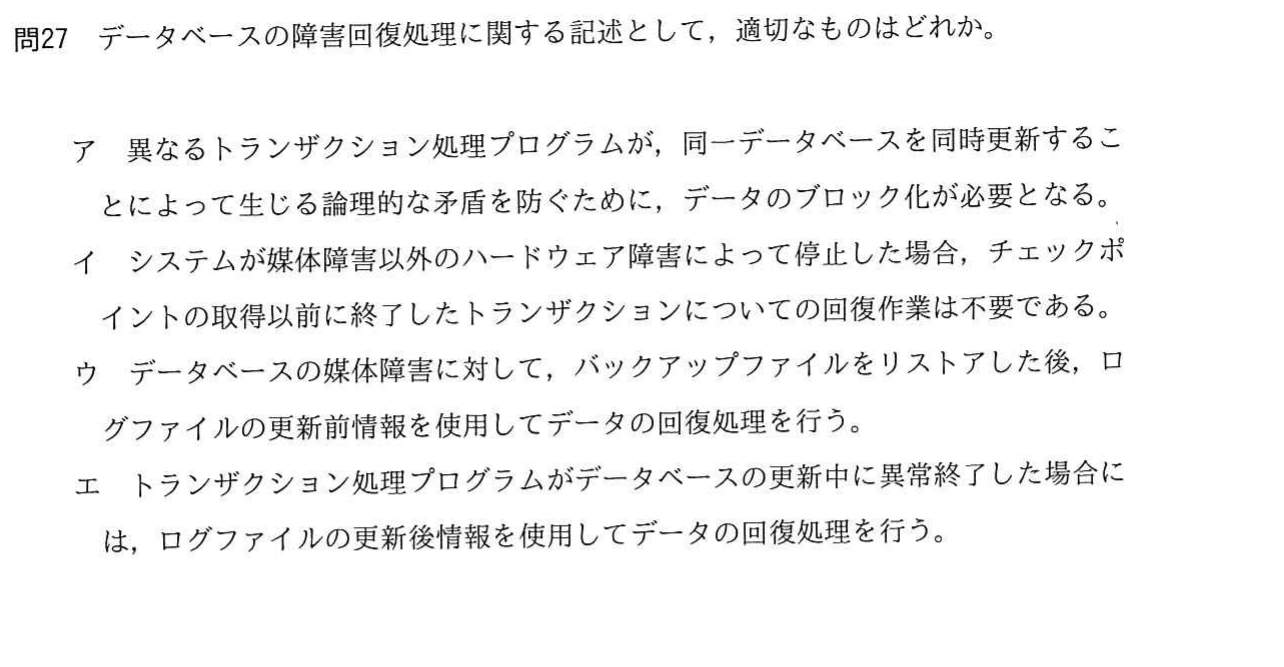 問27　データベースの障害回復処理に関する記述として，適切なものはどれか。
ア　異なるトランザクション処理プログラムが，同一データベースを同時更新するこ
とによって生じる論理的な矛盾を防ぐために，データのブロック化が必要となる。
イ　システムが媒体障害以外のハードウェア障害によって停止した場合，チェックポ
イントの取得以前に終了したトランザクションについての回復作業は不要である。
ウ　データベースの媒体障害に対して，バックアップファイルをリストアした後，ロ
グファイルの更新前情報を使用してデータの回復処理を行う。
エ　トランザクション処理プログラムがデータベースの更新中に異常終了した場合に
は，ログファイルの更新後情報を使用してデータの回復処理を行う。